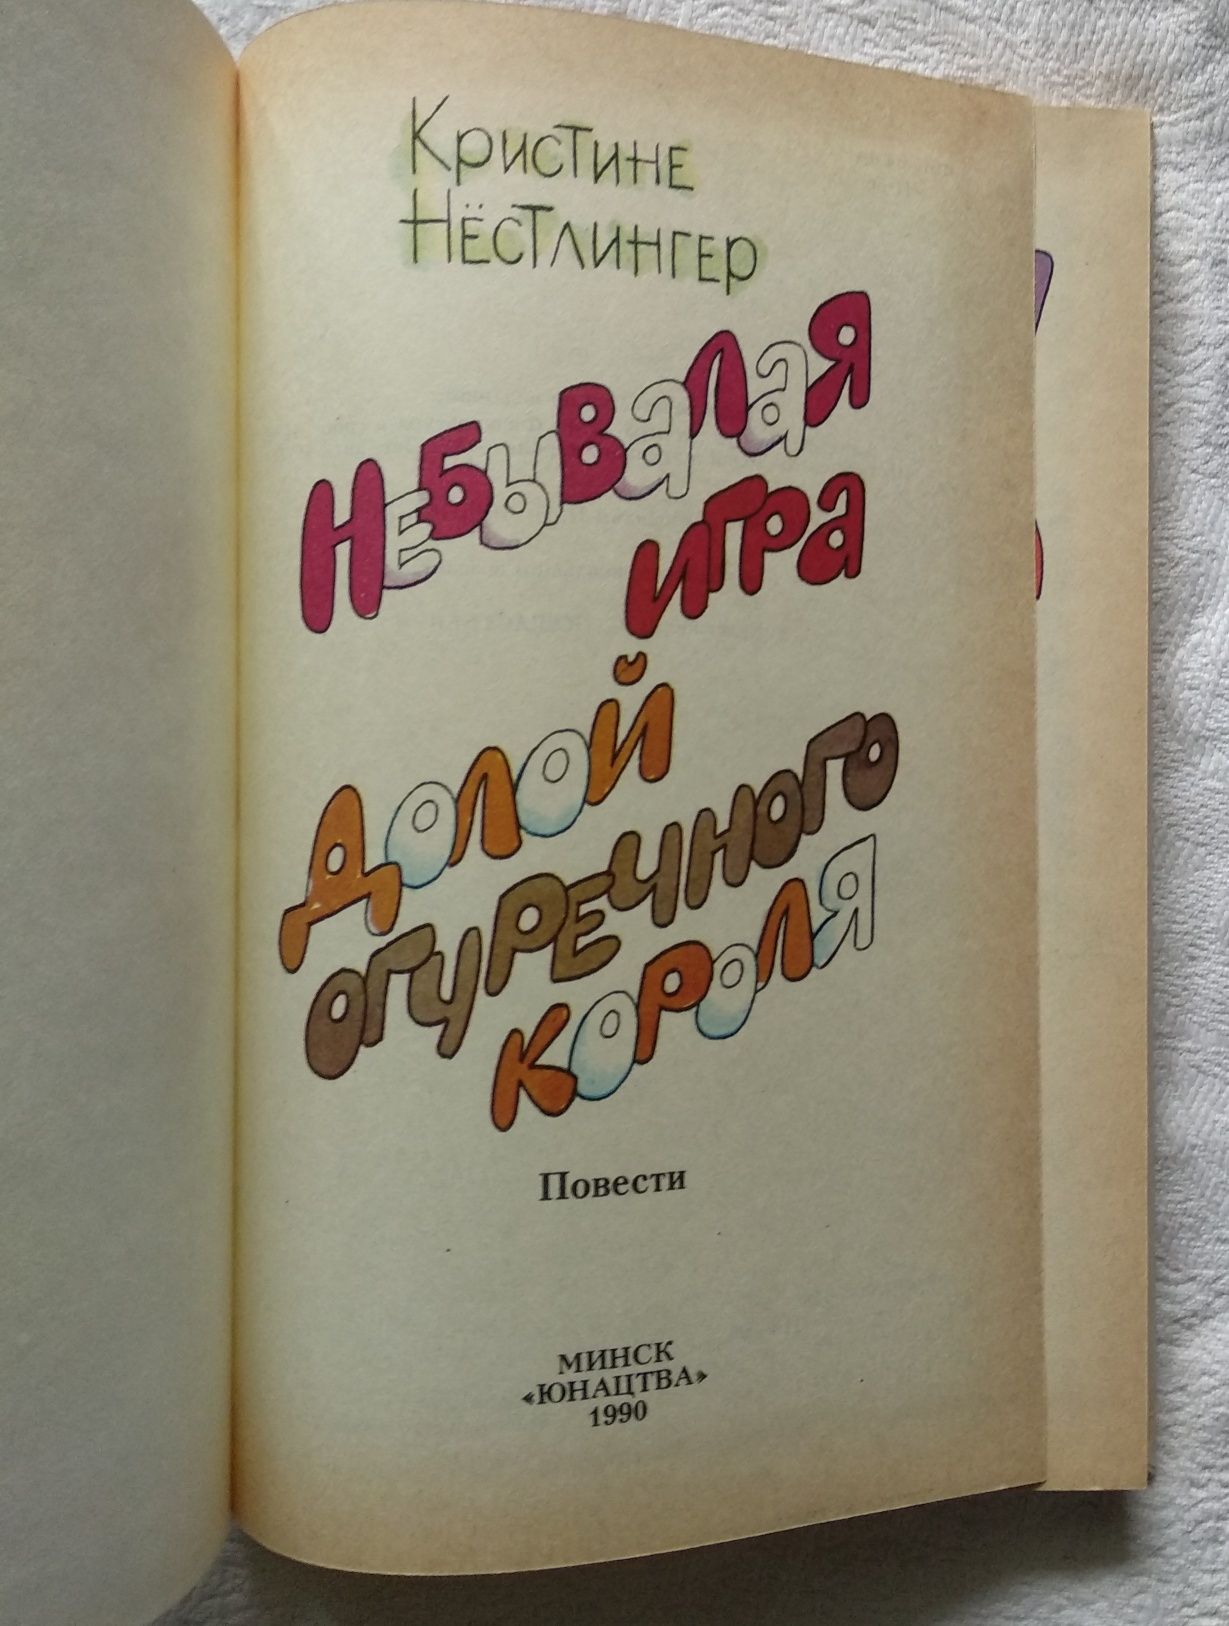 Кристине
Нёстлингер
Небывалая
игра
Долой
огуречного
короля
Повести
МИНСК
«ЮНАЦТВА»
1990